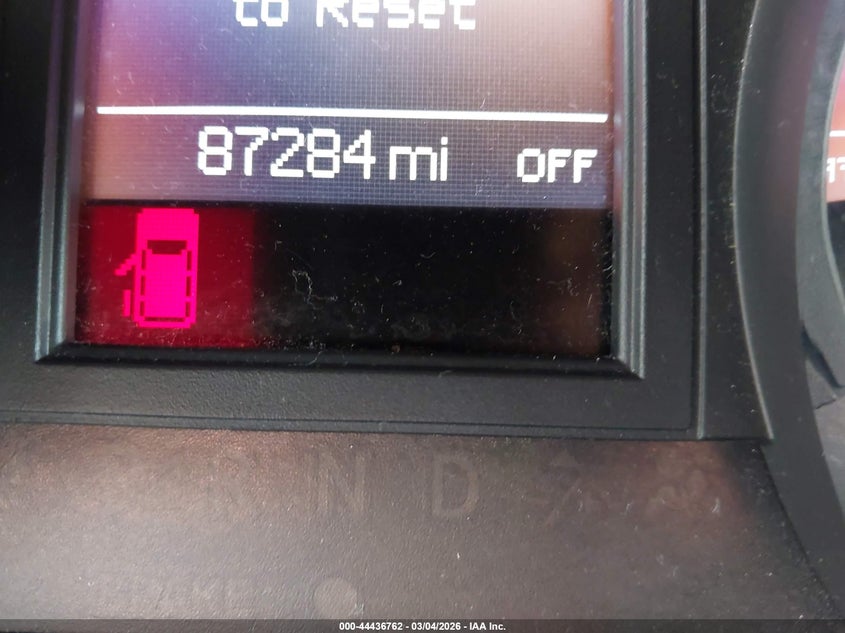 to Reset
87284 mi OFF
R N D
000-44436762 - 03/04/2026 - IAA Inc.